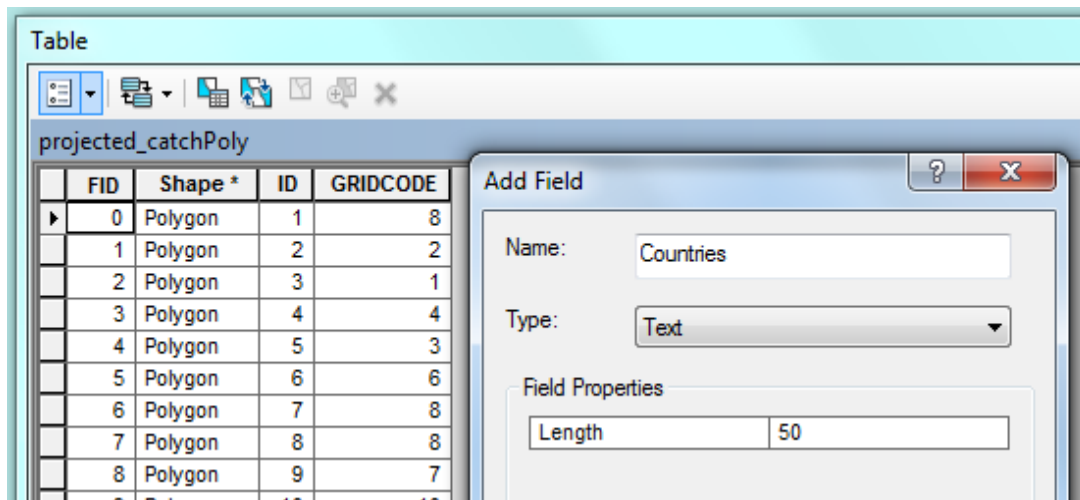 Table
projected_catchPoly
FID Shape * ID GRIDCODE
0 Polygon 1 8
1 Polygon 2 2
2 Polygon 3 1
3 Polygon 4 4
4 Polygon 5 3
5 Polygon 6 6
6 Polygon 7 8
7 Polygon 8 8
8 Polygon 9 7
Add Field
Name: Countries
Type: Text
Field Properties
Length 50